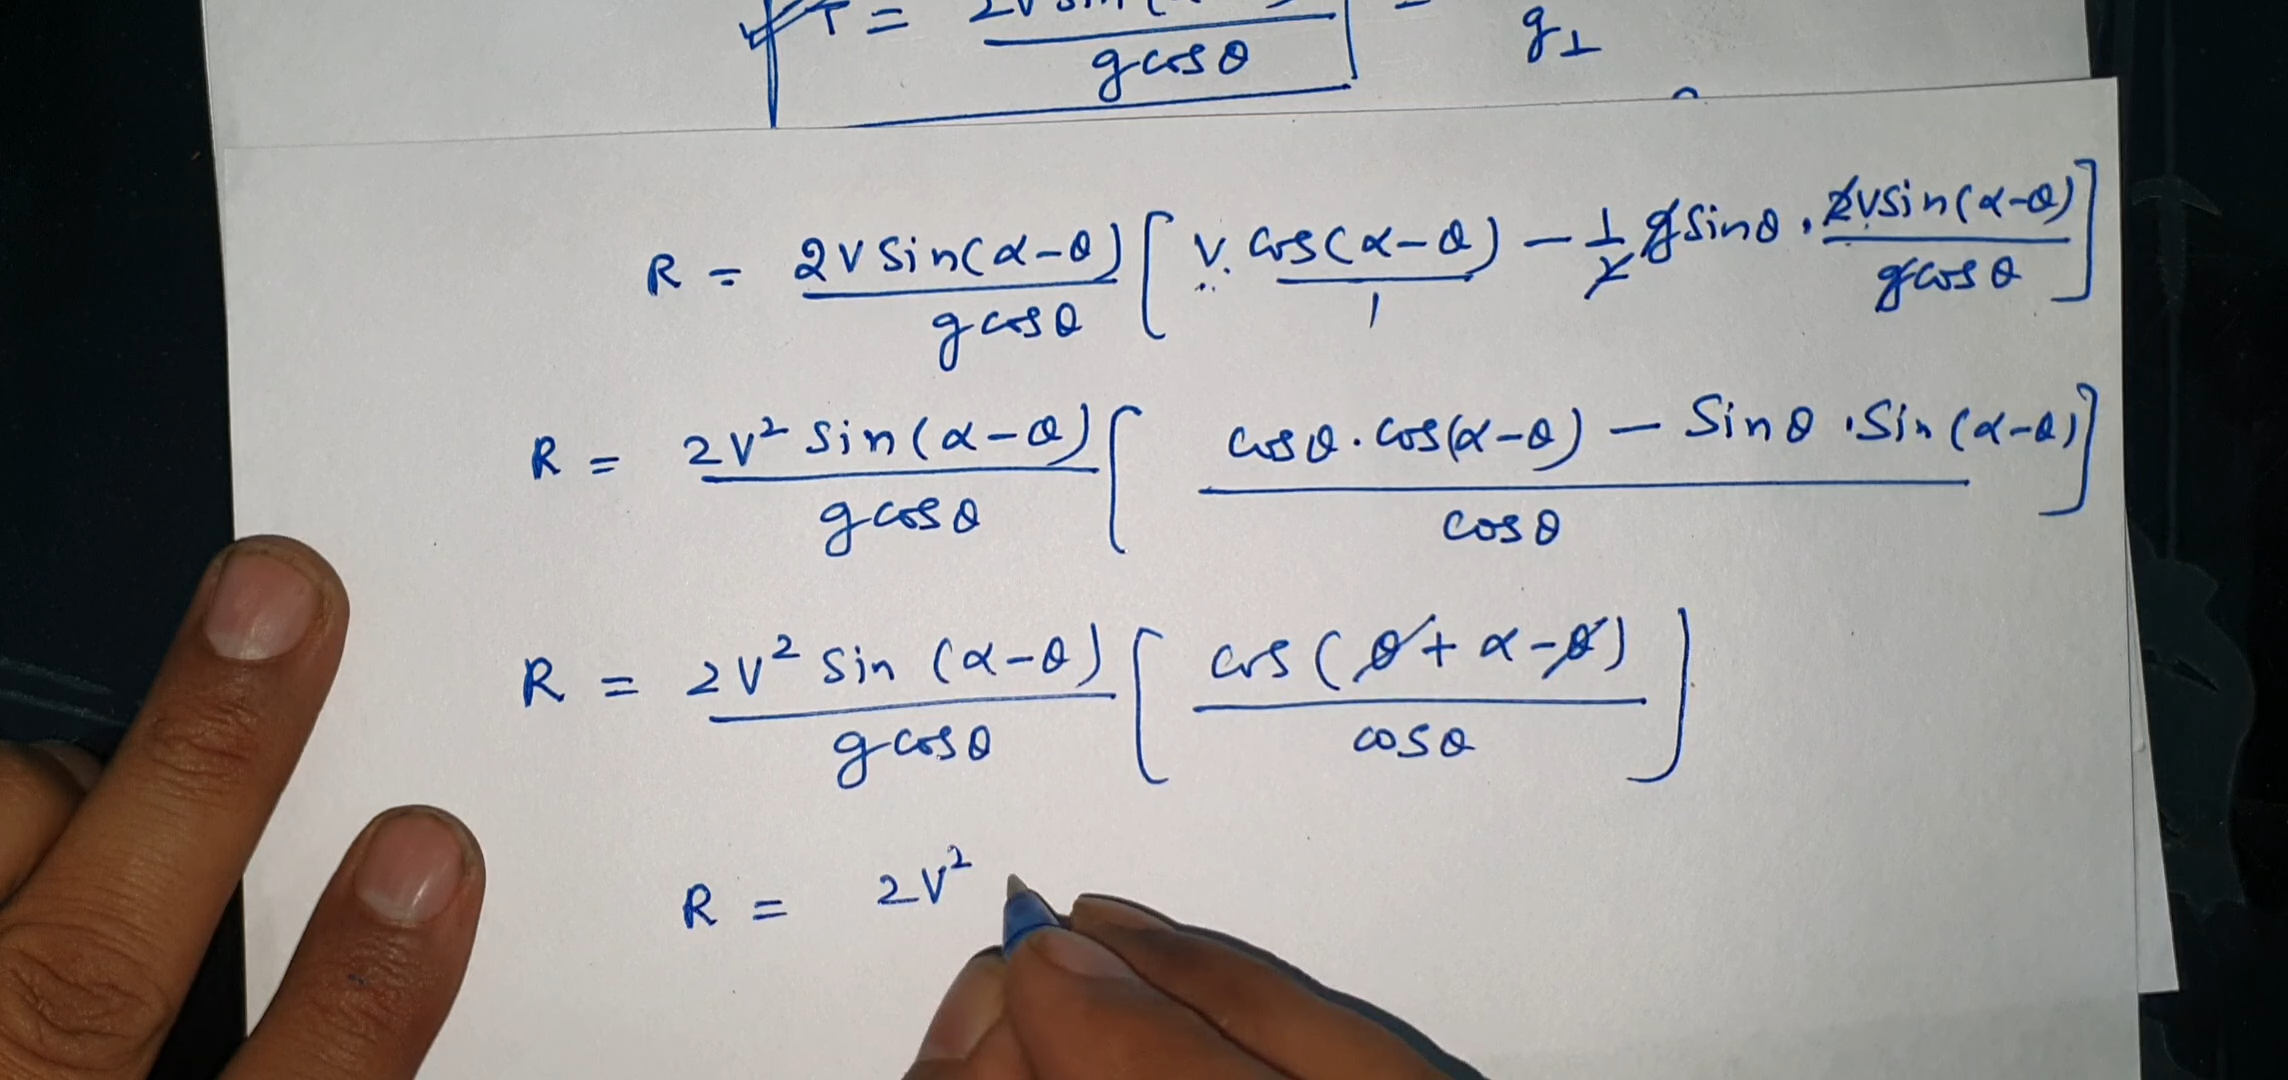 T = 2v sin(α / g cos θ =
g⊥
R = 2v sin(α-θ) / g cos θ [ v. cos(α-θ) / 1 - 1/2 g sin θ . 2v sin(α-θ) / g cos θ ]
R = 2v² sin(α-θ) / g cos θ [ cos θ . cos(α-θ) - sin θ . sin(α-θ) / cos θ ]
R = 2v² sin(α-θ) / g cos θ [ cos(θ + α - θ) / cos θ ]
R = 2v²